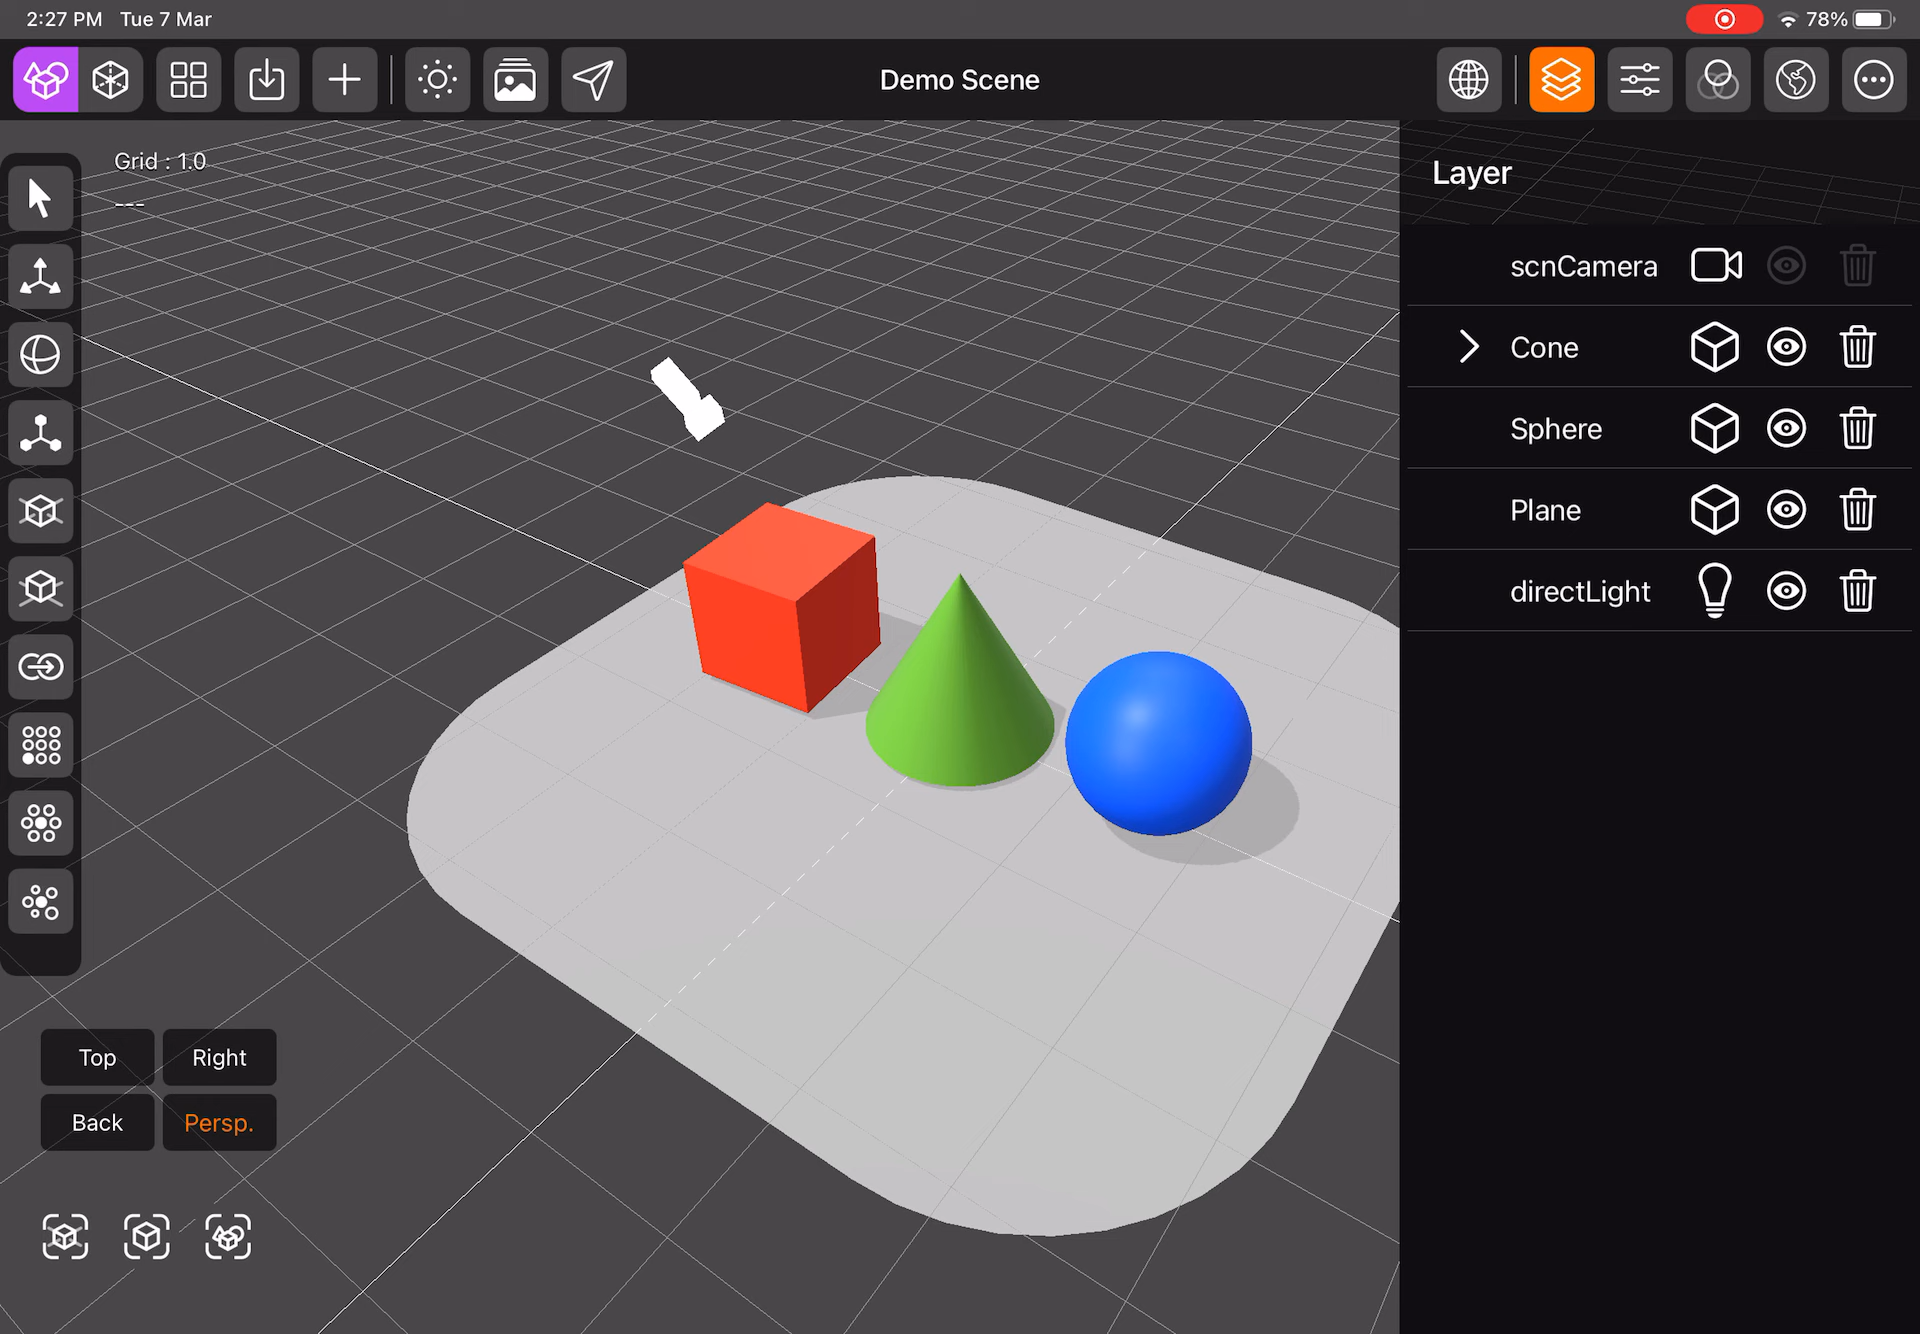 2:27 PM Tue 7 Mar
78%
Demo Scene
Grid : 1.0
---
Layer
scnCamera
Cone
Sphere
Plane
directLight
Top
Right
Back
Persp.